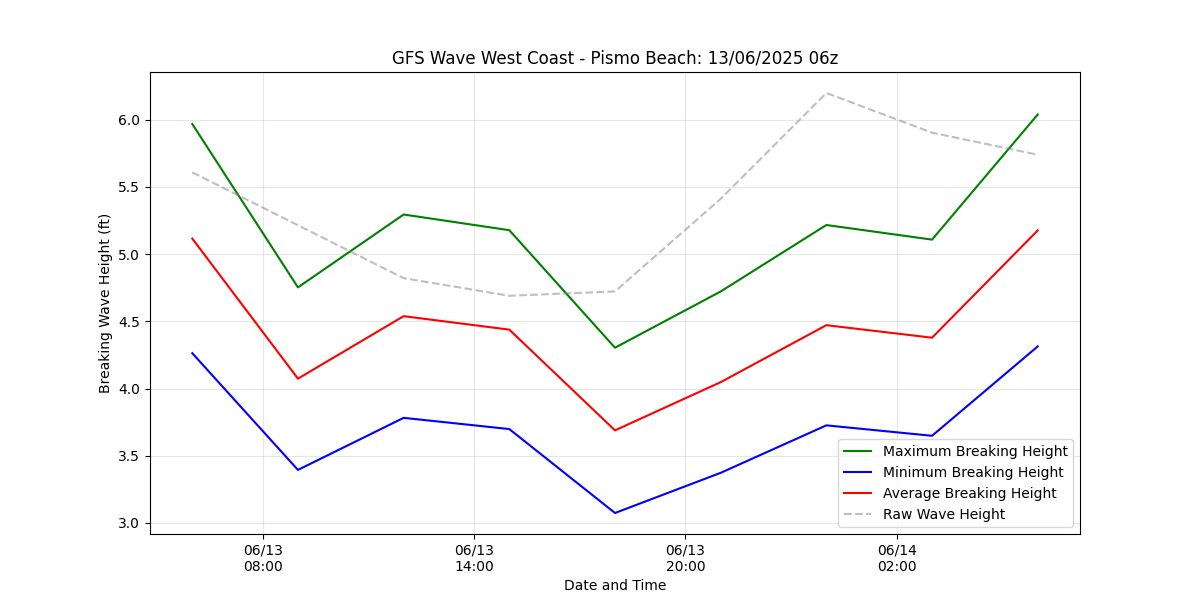 GFS Wave West Coast - Pismo Beach: 13/06/2025 06z
Breaking Wave Height (ft)
6.0
5.5
5.0
4.5
4.0
3.5
3.0
Maximum Breaking Height
Minimum Breaking Height
Average Breaking Height
Raw Wave Height
06/13
08:00
06/13
14:00
06/13
20:00
06/14
02:00
Date and Time